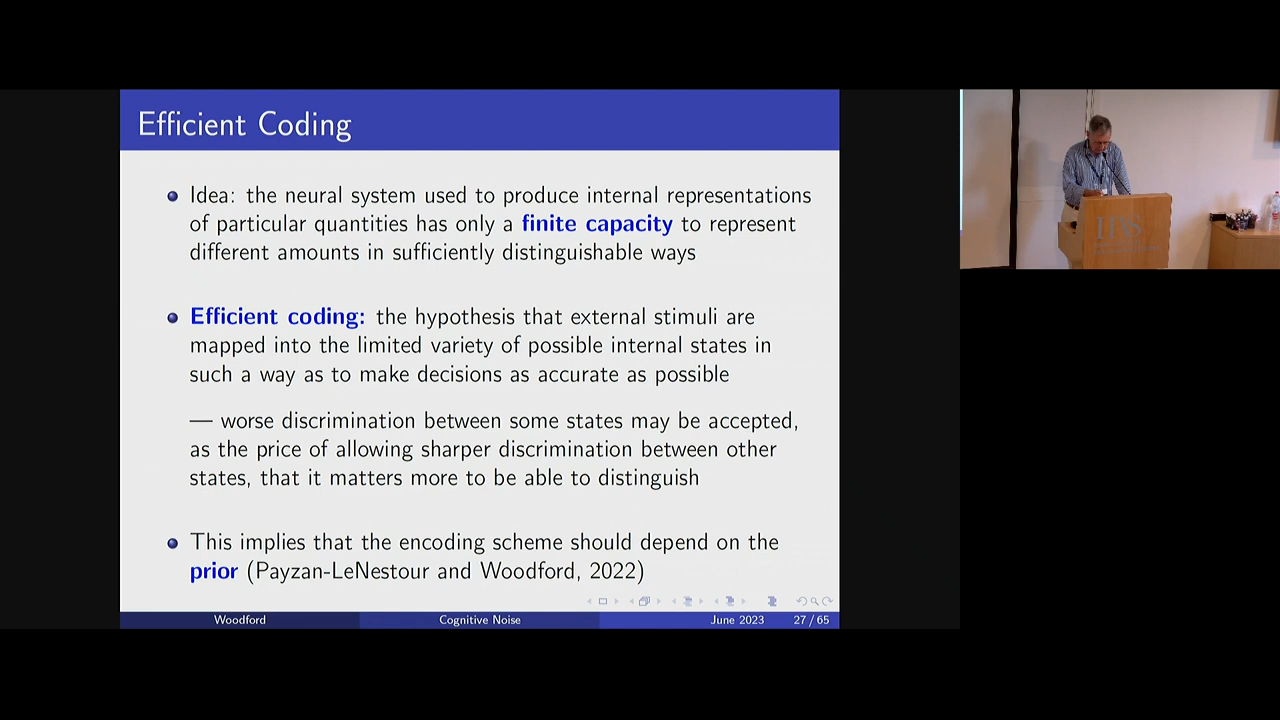 Efficient Coding
Idea: the neural system used to produce internal representations
of particular quantities has only a finite capacity to represent
different amounts in sufficiently distinguishable ways
Efficient coding: the hypothesis that external stimuli are
mapped into the limited variety of possible internal states in
such a way as to make decisions as accurate as possible
— worse discrimination between some states may be accepted,
as the price of allowing sharper discrimination between other
states, that it matters more to be able to distinguish
This implies that the encoding scheme should depend on the
prior (Payzan-LeNestour and Woodford, 2022)
Woodford
Cognitive Noise
June 2023
27 / 65